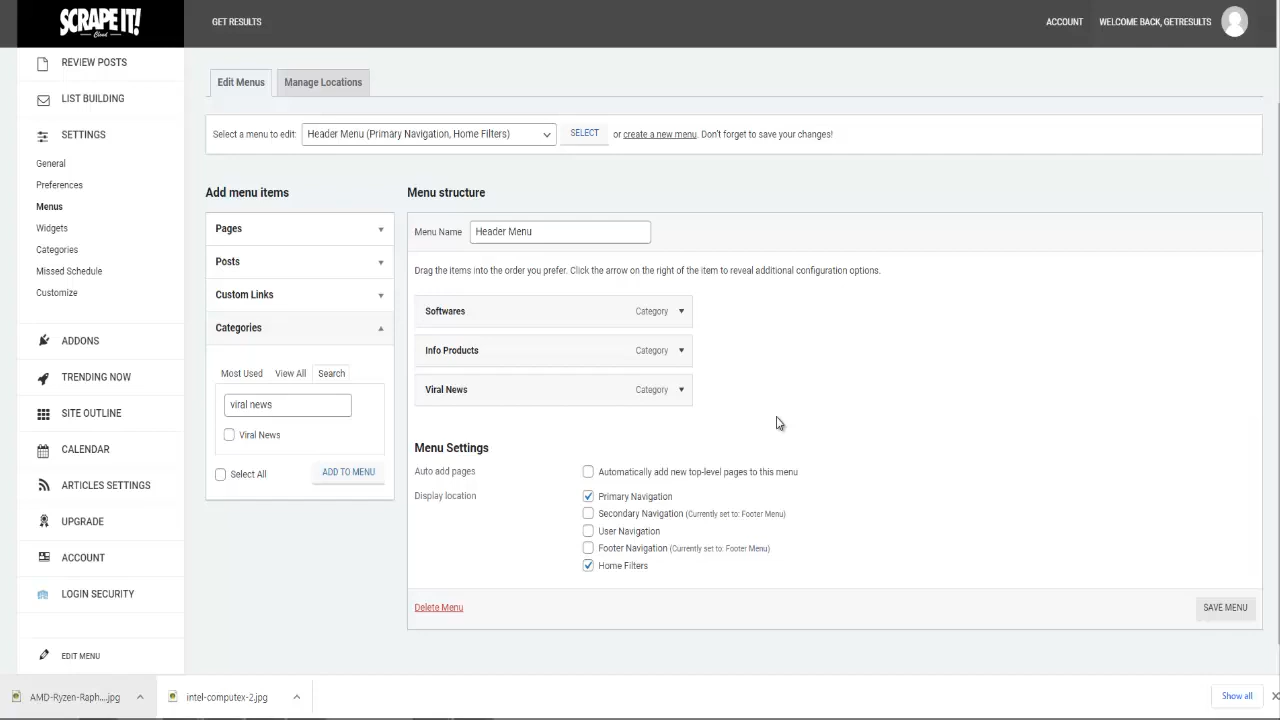 SCRAPE IT!
Cloud
GET RESULTS
ACCOUNT
WELCOME BACK, GETRESULTS
REVIEW POSTS
LIST BUILDING
SETTINGS
General
Preferences
Menus
Widgets
Categories
Missed Schedule
Customize
ADDONS
TRENDING NOW
SITE OUTLINE
CALENDAR
ARTICLES SETTINGS
UPGRADE
ACCOUNT
LOGIN SECURITY
EDIT MENU
Edit Menus
Manage Locations
Select a menu to edit: Header Menu (Primary Navigation, Home Filters) SELECT or create a new menu. Don't forget to save your changes!
Add menu items
Pages
Posts
Custom Links
Categories
Most Used View All Search
viral news
Viral News
Select All ADD TO MENU
Menu structure
Menu Name Header Menu
Drag the items into the order you prefer. Click the arrow on the right of the item to reveal additional configuration options.
Softwares Category
Info Products Category
Viral News Category
Menu Settings
Auto add pages Automatically add new top-level pages to this menu
Display location Primary Navigation
Secondary Navigation (Currently set to: Footer Menu)
User Navigation
Footer Navigation (Currently set to: Footer Menu)
Home Filters
Delete Menu SAVE MENU
AMD-Ryzen-Raph....jpg
intel-computex-2.jpg
Show all